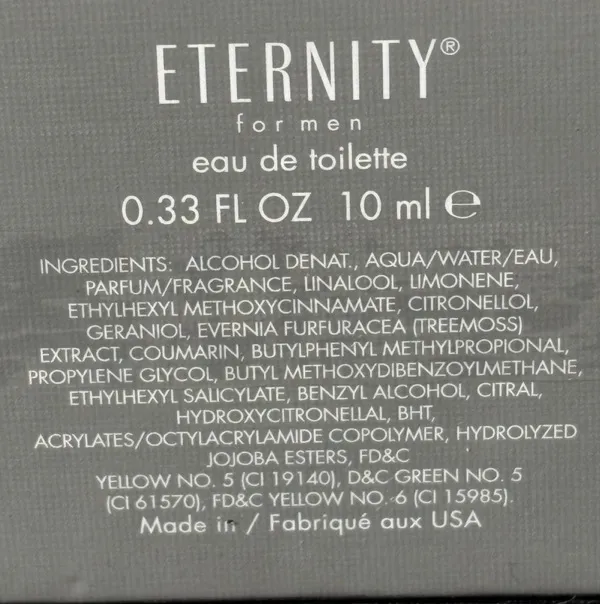 ETERNITY®
for men
eau de toilette
0.33 FL OZ 10 ml ℮
INGREDIENTS: ALCOHOL DENAT., AQUA/WATER/EAU,
PARFUM/FRAGRANCE, LINALOOL, LIMONENE,
ETHYLHEXYL METHOXYCINNAMATE, CITRONELLOL,
GERANIOL, EVERNIA FURFURACEA (TREEMOSS)
EXTRACT, COUMARIN, BUTYLPHENYL METHYLPROPIONAL,
PROPYLENE GLYCOL, BUTYL METHOXYDIBENZOYLMETHANE,
ETHYLHEXYL SALICYLATE, BENZYL ALCOHOL, CITRAL,
HYDROXYCITRONELLAL, BHT,
ACRYLATES/OCTYLACRYLAMIDE COPOLYMER, HYDROLYZED
JOJOBA ESTERS, FD&C
YELLOW NO. 5 (CI 19140), D&C GREEN NO. 5
(CI 61570), FD&C YELLOW NO. 6 (CI 15985).
Made in / Fabriqué aux USA